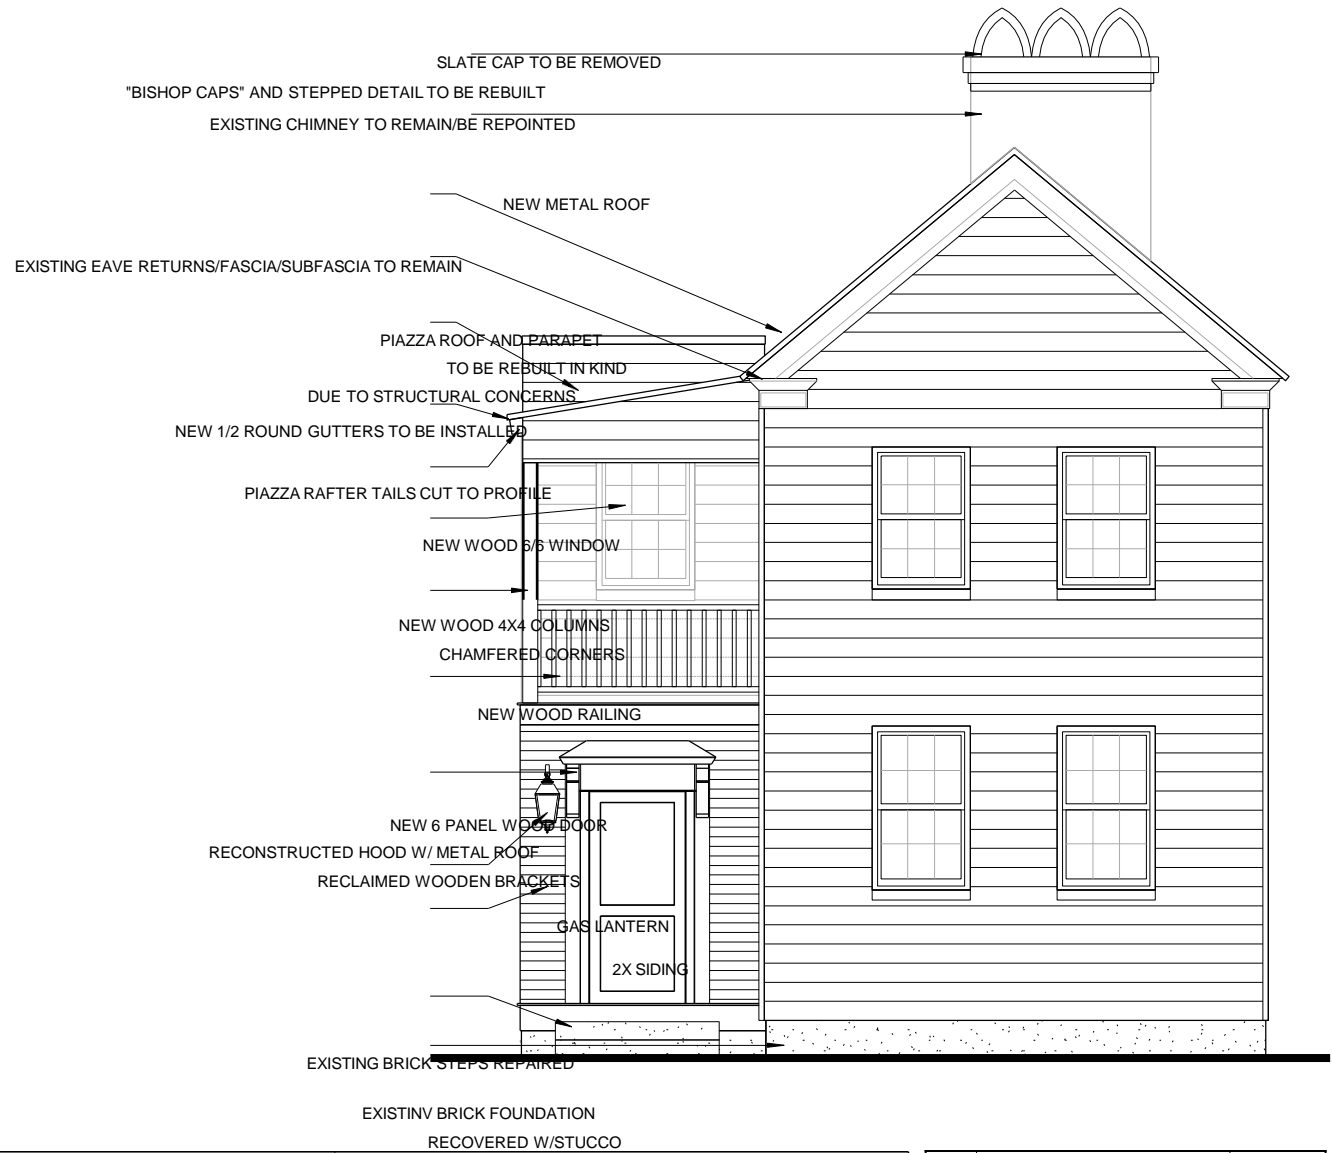 SLATE CAP TO BE REMOVED
"BISHOP CAPS" AND STEPPED DETAIL TO BE REBUILT
EXISTING CHIMNEY TO REMAIN/BE REPOINTED
NEW METAL ROOF
EXISTING EAVE RETURNS/FASCIA/SUBFASCIA TO REMAIN
PIAZZA ROOF AND PARAPET
TO BE REBUILT IN KIND
DUE TO STRUCTURAL CONCERNS
NEW 1/2 ROUND GUTTERS TO BE INSTALLED
PIAZZA RAFTER TAILS CUT TO PROFILE
NEW WOOD 6/6 WINDOW
NEW WOOD 4X4 COLUMNS
CHAMFERED CORNERS
NEW WOOD RAILING
NEW 6 PANEL WOOD DOOR
RECONSTRUCTED HOOD W/ METAL ROOF
RECLAIMED WOODEN BRACKETS
GAS LANTERN
2X SIDING
EXISTING BRICK STEPS REPAIRED
EXISTINV BRICK FOUNDATION
RECOVERED W/STUCCO